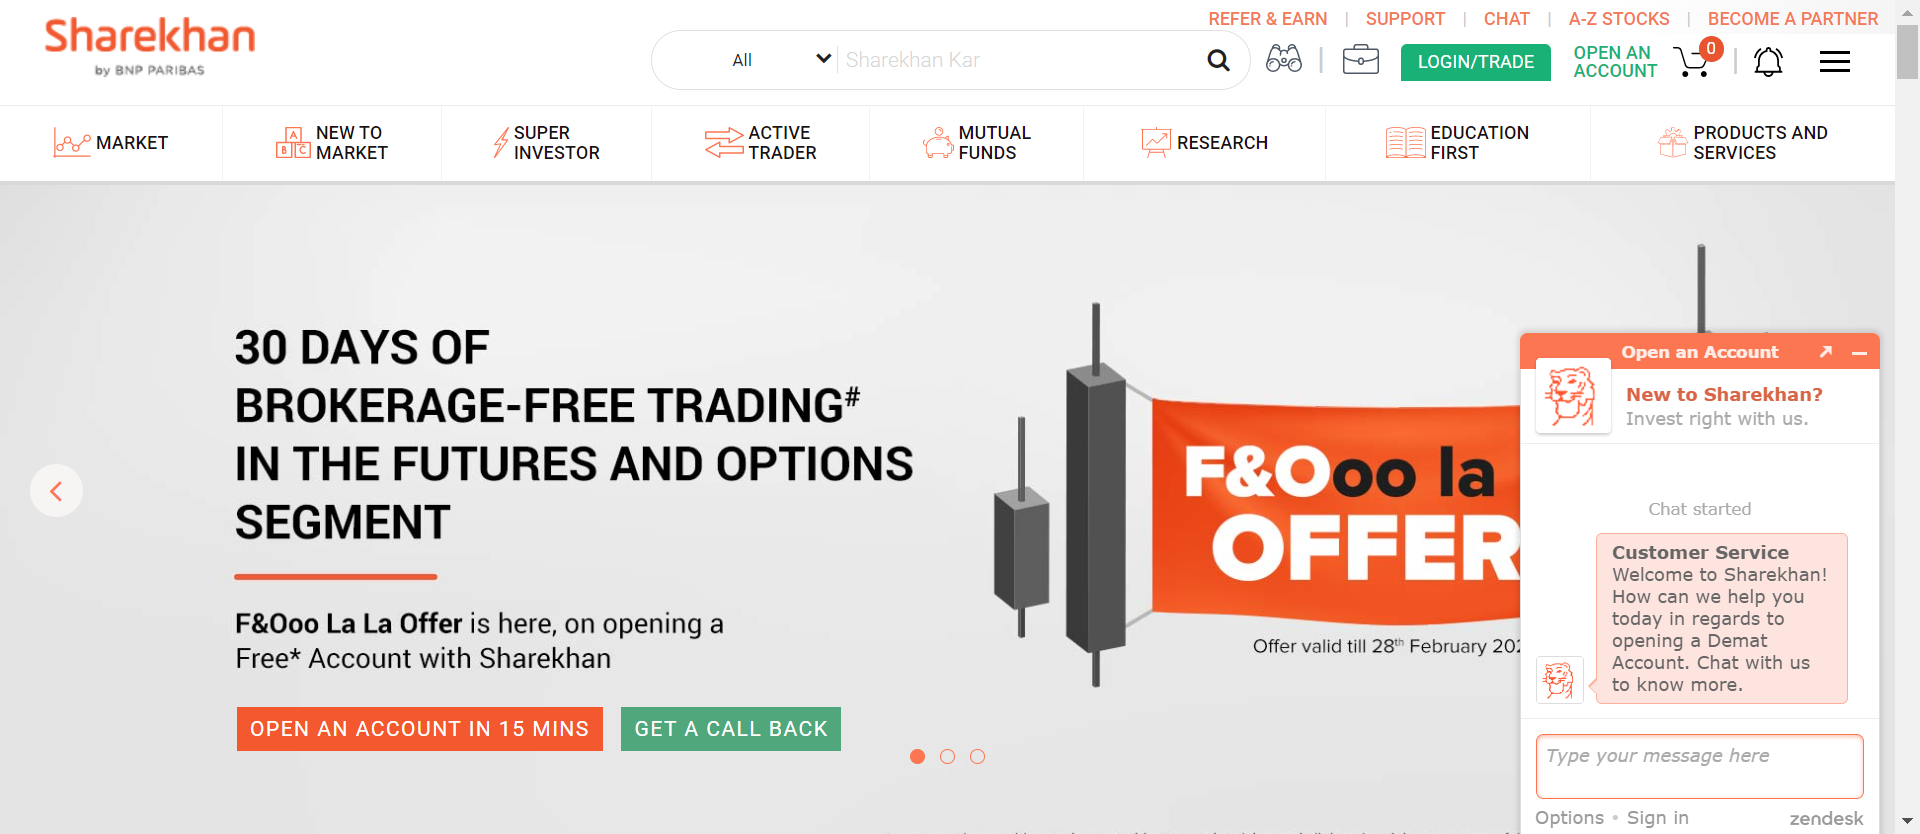 REFER & EARN | SUPPORT | CHAT | A-Z STOCKS | BECOME A PARTNER
Sharekhan
by BNP PARIBAS
All
Sharekhan Kar
LOGIN/TRADE
OPEN AN
ACCOUNT
0
MARKET
NEW TO
MARKET
SUPER
INVESTOR
ACTIVE
TRADER
MUTUAL
FUNDS
RESEARCH
EDUCATION
FIRST
PRODUCTS AND
SERVICES
30 DAYS OF
BROKERAGE-FREE TRADING#
IN THE FUTURES AND OPTIONS
SEGMENT
F&Ooo La La Offer is here, on opening a
Free* Account with Sharekhan
OPEN AN ACCOUNT IN 15 MINS
GET A CALL BACK
F&Ooo la
OFFER
Offer valid till 28th February
Open an Account
New to Sharekhan?
Invest right with us.
Chat started
Customer Service
Welcome to Sharekhan!
How can we help you
today in regards to
opening a Demat
Account. Chat with us
to know more.
Type your message here
Options • Sign in
zendesk